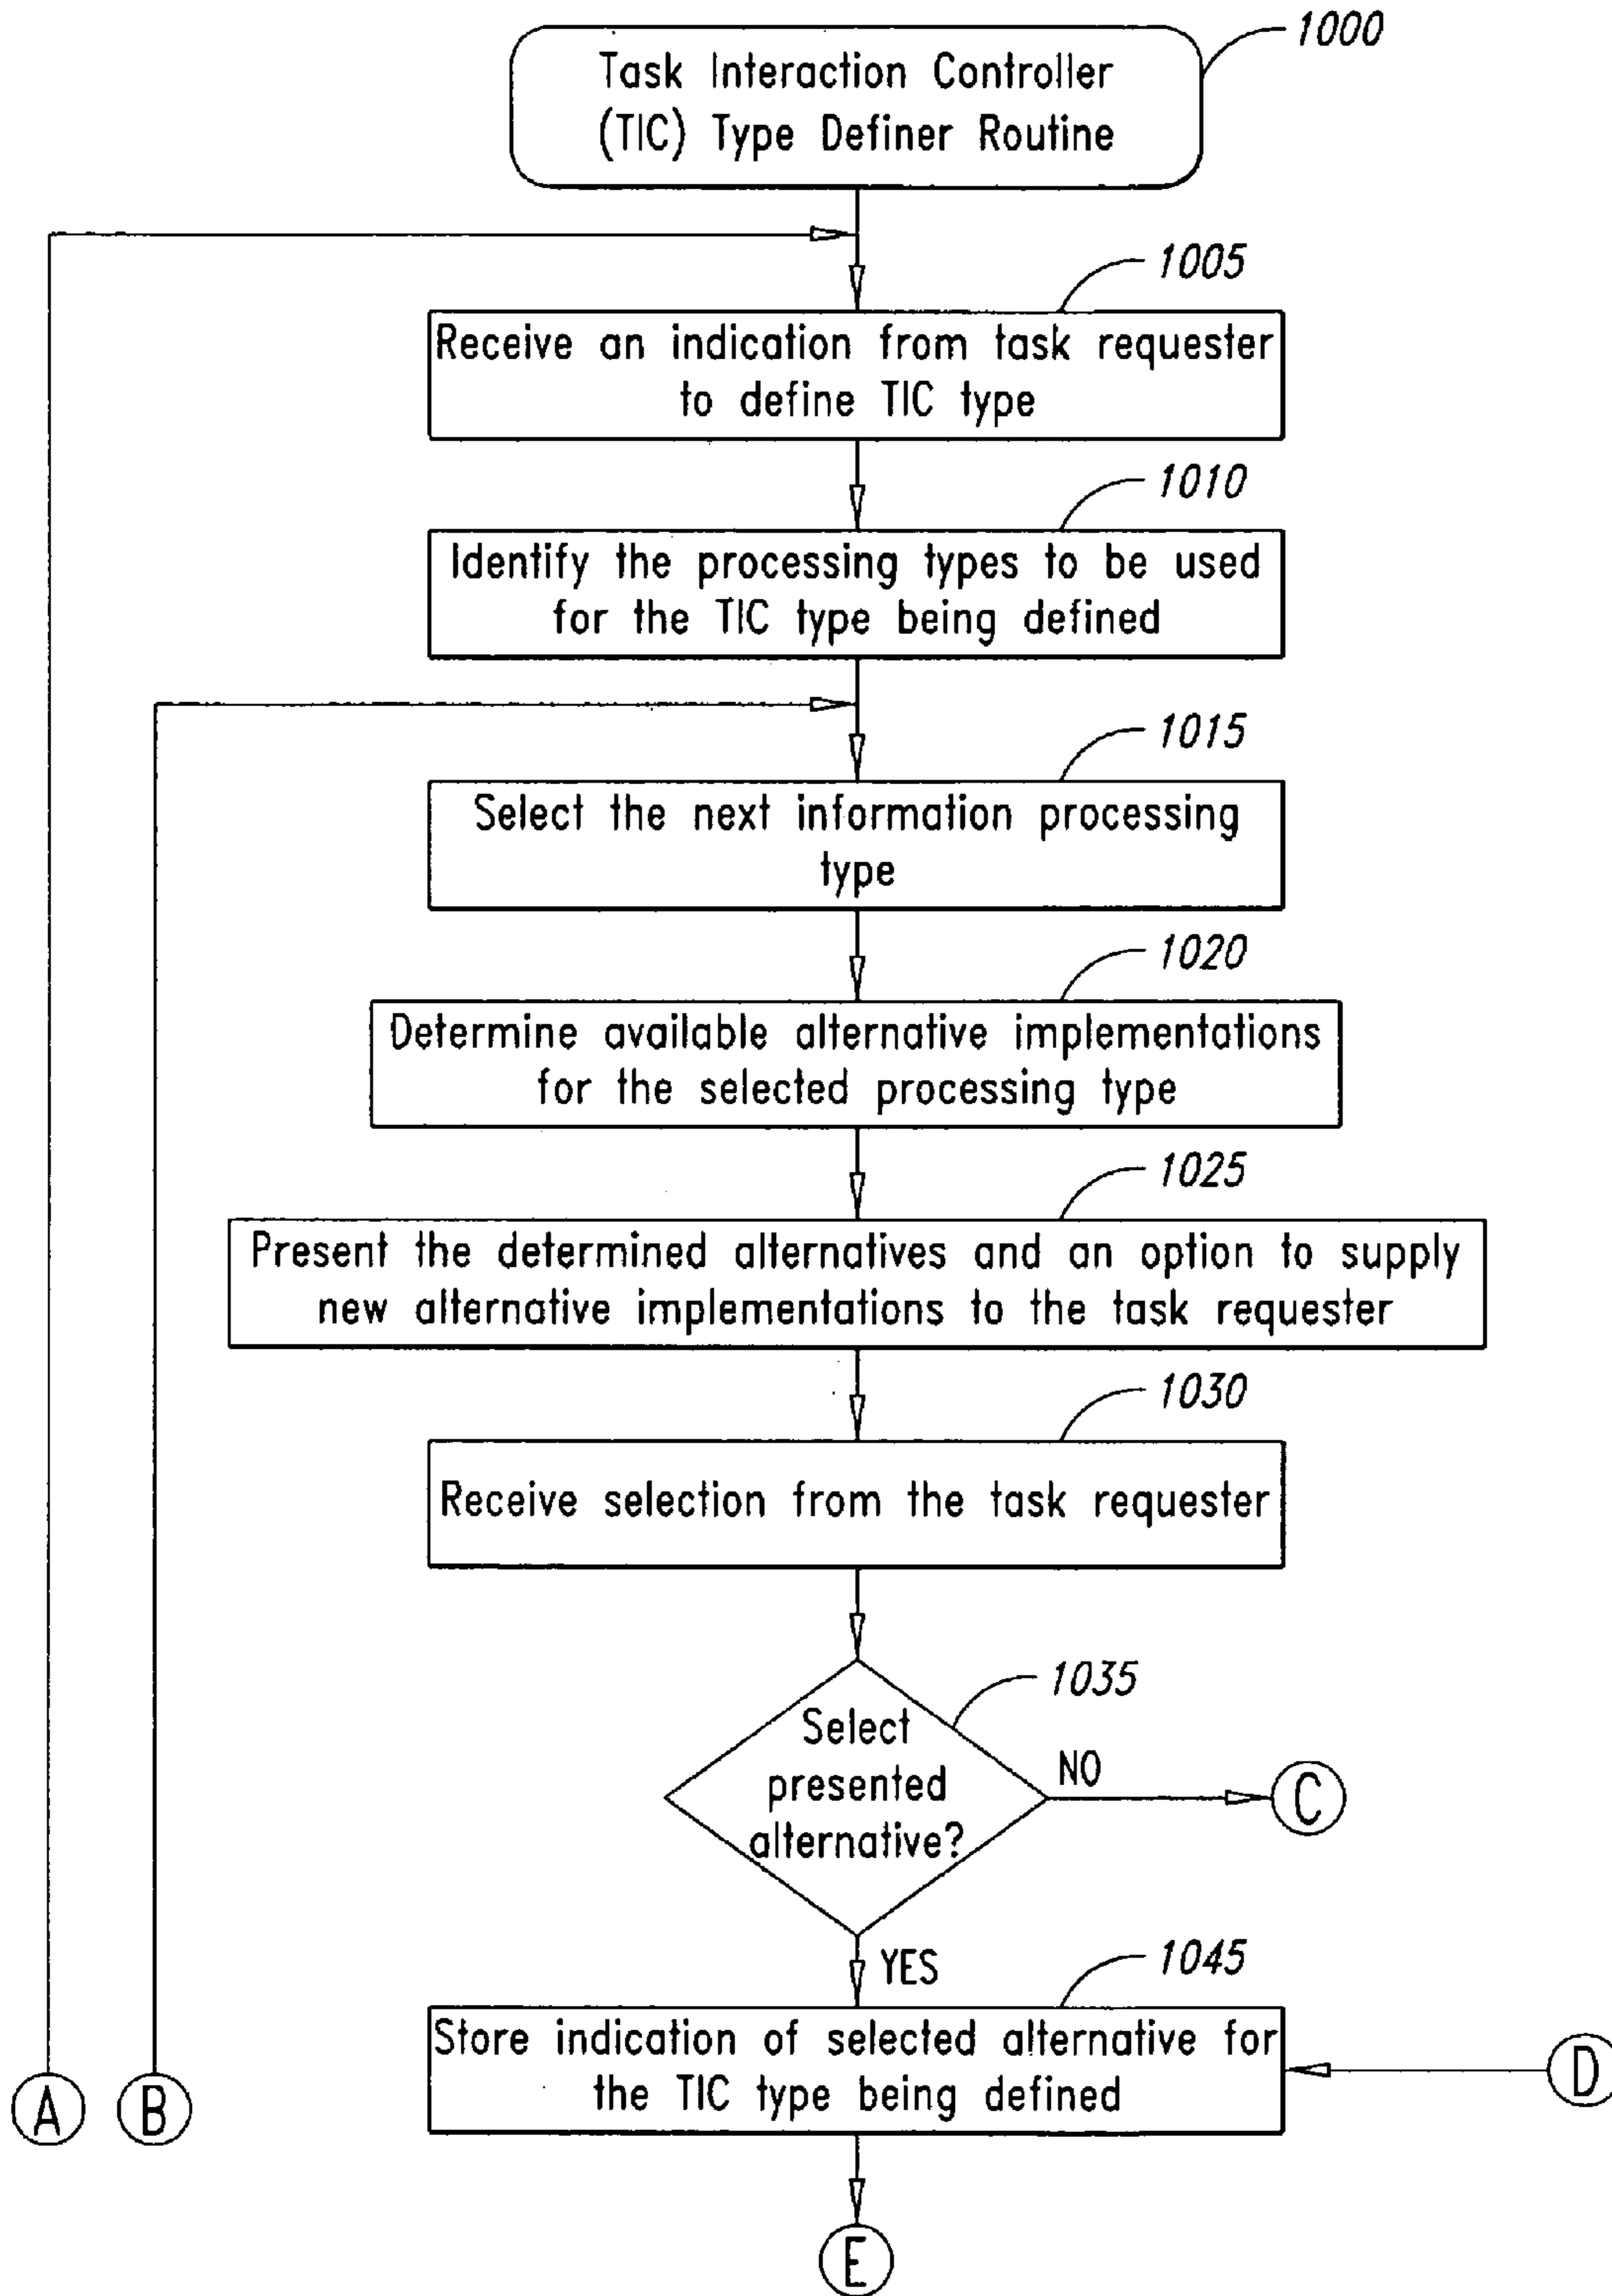 1000
Task Interaction Controller
(TIC) Type Definer Routine
1005
Receive an indication from task requester
to define TIC type
1010
Identify the processing types to be used
for the TIC type being defined
1015
Select the next information processing
type
1020
Determine available alternative implementations
for the selected processing type
1025
Present the determined alternatives and an option to supply
new alternative implementations to the task requester
1030
Receive selection from the task requester
1035
Select
presented
alternative?
NO
C
YES
1045
Store indication of selected alternative for
the TIC type being defined
D
A
B
E